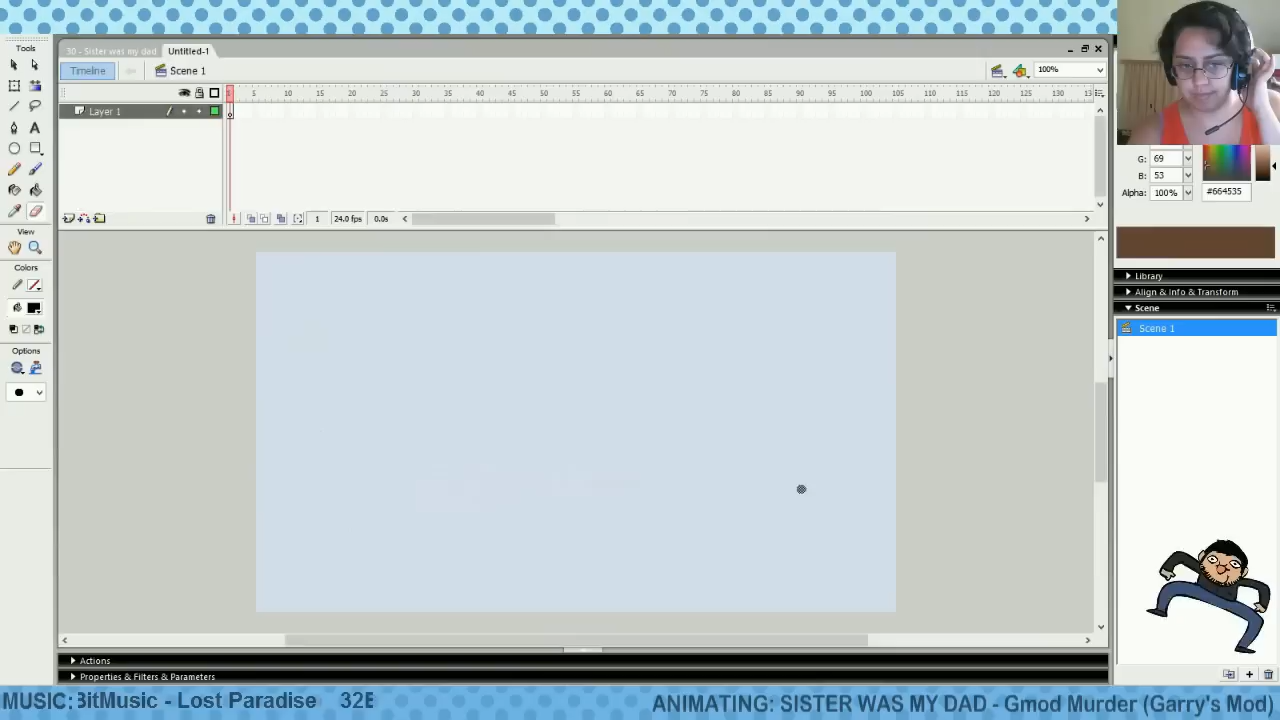 Tools
30 - Sister was my dad Untitled-1
Timeline Scene 1 100%
1 5 10 15 20 25 30 35 40 45 50 55 60 65 70 75 80 85 90 95 100 105 110 115 120 125 13
Layer 1
1 24.0 fps 0.0s
View
Colors
Options
G: 69
B: 53
Alpha: 100% #664535
Library
Align & Info & Transform
Scene
Scene 1
Actions
Properties & Filters & Parameters
MUSIC: BitMusic - Lost Paradise 32B
ANIMATING: SISTER WAS MY DAD - Gmod Murder (Garry's Mod)